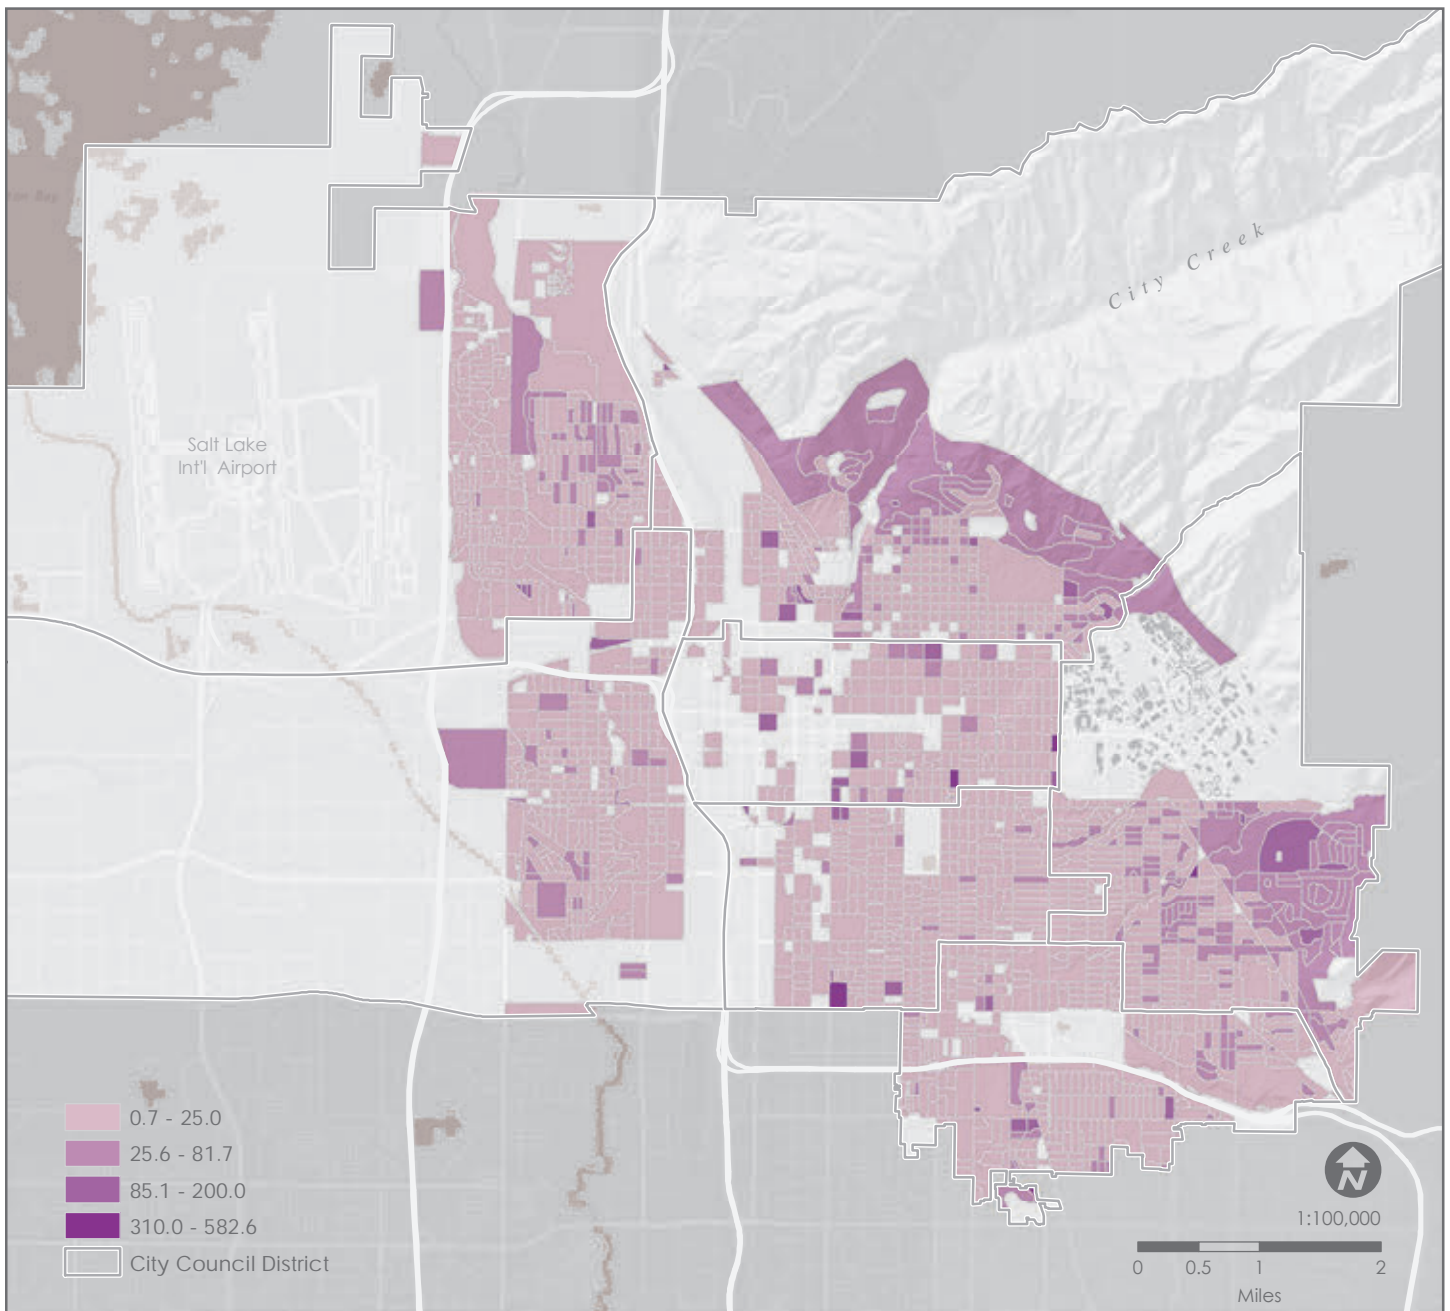 City Creek
Salt Lake
Int'l Airport
0.7 - 25.0
25.6 - 81.7
85.1 - 200.0
310.0 - 582.6
City Council District
N
1:100,000
0 0.5 1 2
Miles